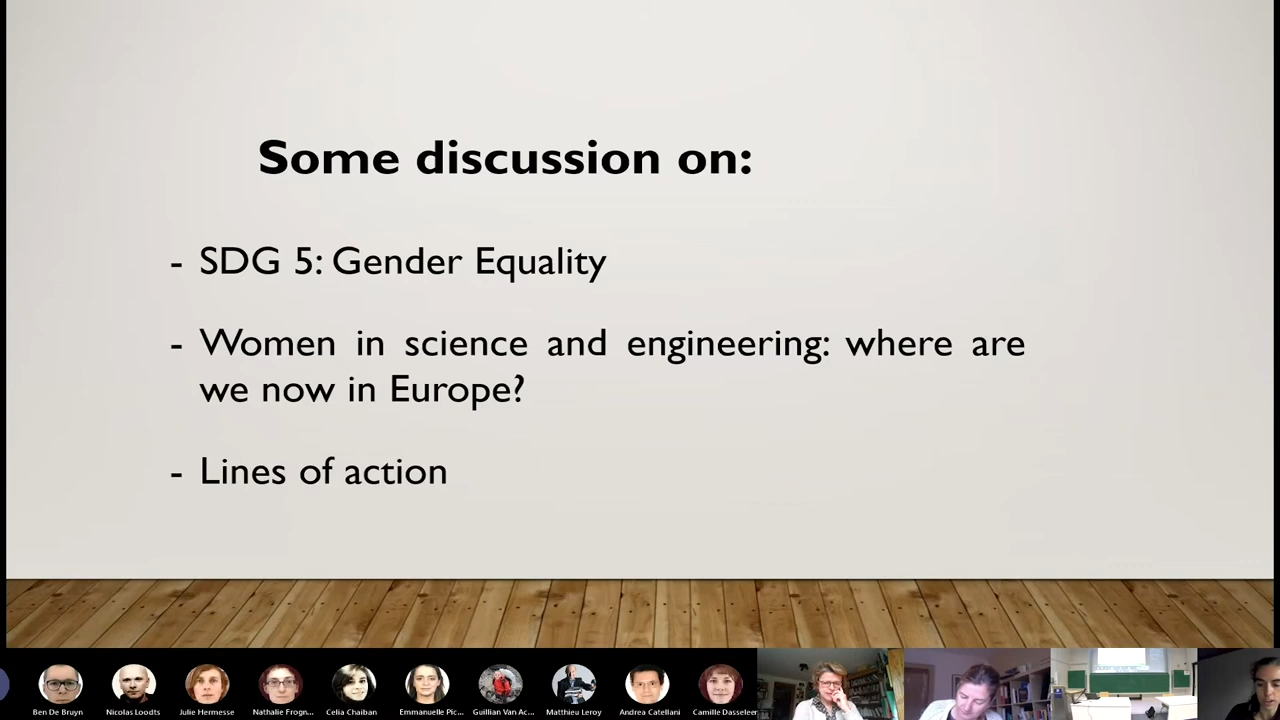 Some discussion on:
- SDG 5: Gender Equality
- Women in science and engineering: where are
we now in Europe?
- Lines of action
Ben De Bruyn
Nicolas Loodts
Julie Hermesse
Nathalie Frogn...
Celia Chaiban
Emmanuelle Pic...
Guillian Van Ac...
Matthieu Leroy
Andrea Catellani
Camille Dasseleer